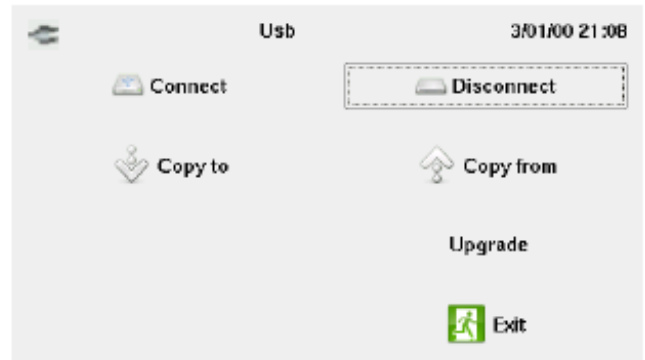 Usb 3/01/00 21:08
Connect Disconnect
Copy to Copy from
Upgrade
Exit